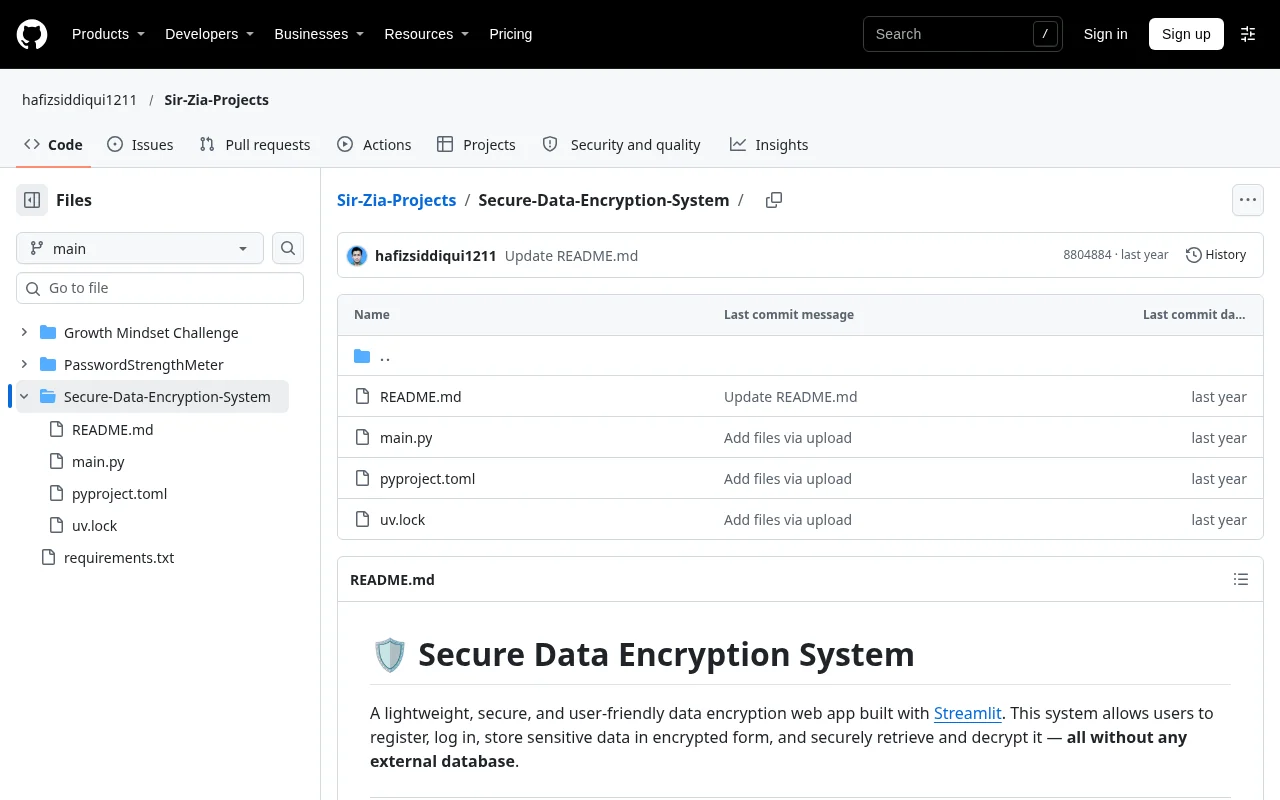 Products Developers Businesses Resources Pricing Search / Sign in Sign up
hafizsiddiqui1211 / Sir-Zia-Projects
Code Issues Pull requests Actions Projects Security and quality Insights
Files
main
Go to file
Growth Mindset Challenge
PasswordStrengthMeter
Secure-Data-Encryption-System
README.md
main.py
pyproject.toml
uv.lock
requirements.txt
Sir-Zia-Projects / Secure-Data-Encryption-System /
hafizsiddiqui1211 Update README.md 8804884 · last year History
Name Last commit message Last commit da...
..
README.md Update README.md last year
main.py Add files via upload last year
pyproject.toml Add files via upload last year
uv.lock Add files via upload last year
README.md
🛡️ Secure Data Encryption System
A lightweight, secure, and user-friendly data encryption web app built with Streamlit. This system allows users to
register, log in, store sensitive data in encrypted form, and securely retrieve and decrypt it — all without any
external database.